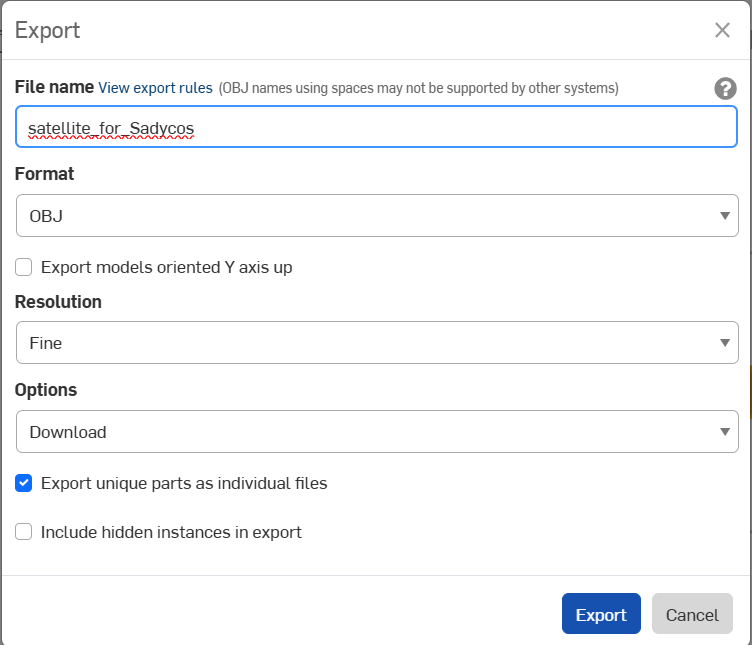 Export
File name View export rules (OBJ names using spaces may not be supported by other systems)
satellite_for_Sadycos
Format
OBJ
Export models oriented Y axis up
Resolution
Fine
Options
Download
Export unique parts as individual files
Include hidden instances in export
Export Cancel